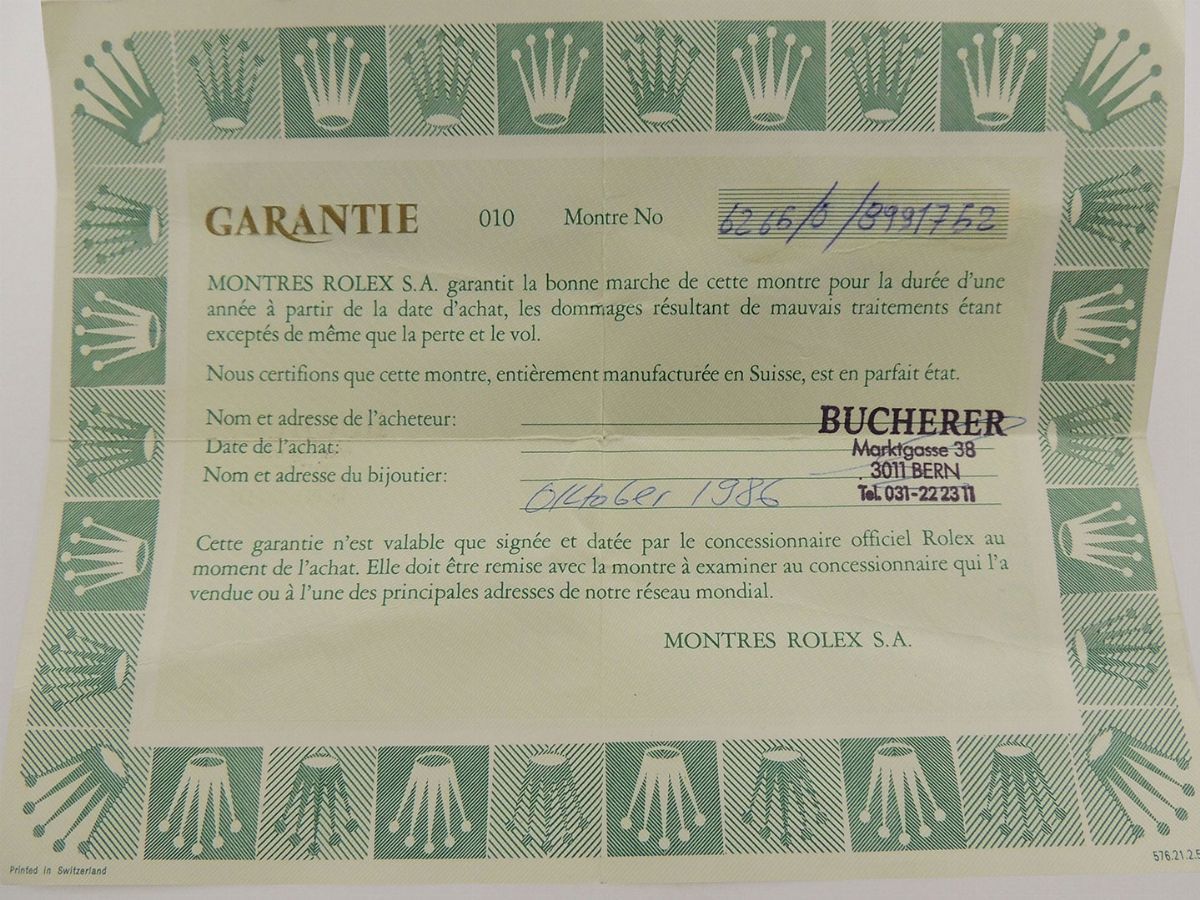 GARANTIE 010 Montre No 6265/0/8991762
MONTRES ROLEX S.A. garantit la bonne marche de cette montre pour la durée d'une
année à partir de la date d'achat, les dommages résultant de mauvais traitements étant
exceptés de même que la perte et le vol.
Nous certifions que cette montre, entièrement manufacturée en Suisse, est en parfait état.
Nom et adresse de l'acheteur:
Date de l'achat:
Nom et adresse du bijoutier:
Oktober 1986
BUCHERER
Marktgasse 38
3011 BERN
Tel. 031-22 23 11
Cette garantie n'est valable que signée et datée par le concessionnaire officiel Rolex au
moment de l'achat. Elle doit être remise avec la montre à examiner au concessionnaire qui l'a
vendue ou à l'une des principales adresses de notre réseau mondial.
MONTRES ROLEX S.A.
Printed in Switzerland
576.21.2.5